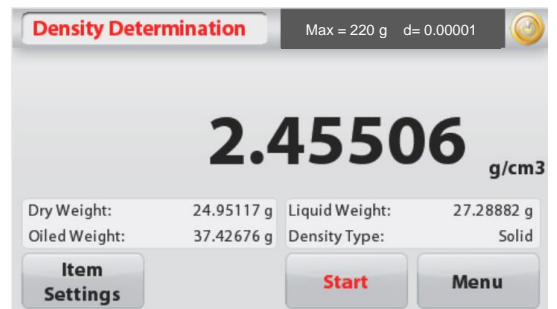 Density Determination Max = 220 g d= 0.00001
2.45506 g/cm3
Dry Weight: 24.95117 g Liquid Weight: 27.28882 g
Oiled Weight: 37.42676 g Density Type: Solid
Item Settings Start Menu